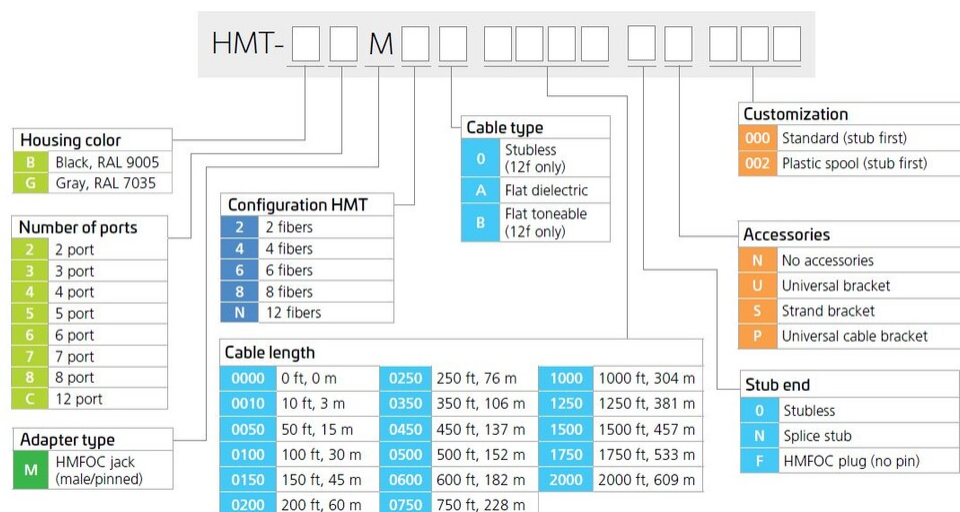 HMT- M
Housing color
B Black, RAL 9005
G Gray, RAL 7035
Number of ports
2 2 port
3 3 port
4 4 port
5 5 port
6 6 port
7 7 port
8 8 port
C 12 port
Adapter type
M HMFOC jack
(male/pinned)
Configuration HMT
2 2 fibers
4 4 fibers
6 6 fibers
8 8 fibers
N 12 fibers
Cable type
0 Stubless
(12f only)
A Flat dielectric
B Flat toneable
(12f only)
Cable length
0000 0 ft, 0 m 0250 250 ft, 76 m 1000 1000 ft, 304 m
0010 10 ft, 3 m 0350 350 ft, 106 m 1250 1250 ft, 381 m
0050 50 ft, 15 m 0450 450 ft, 137 m 1500 1500 ft, 457 m
0100 100 ft, 30 m 0500 500 ft, 152 m 1750 1750 ft, 533 m
0150 150 ft, 45 m 0600 600 ft, 182 m 2000 2000 ft, 609 m
0200 200 ft, 60 m 0750 750 ft, 228 m
Customization
000 Standard (stub first)
002 Plastic spool (stub first)
Accessories
N No accessories
U Universal bracket
S Strand bracket
P Universal cable bracket
Stub end
0 Stubless
N Splice stub
F HMFOC plug (no pin)